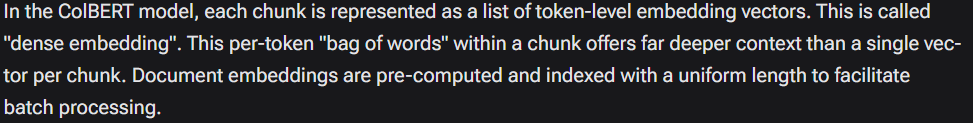 In the ColBERT model, each chunk is represented as a list of token-level embedding vectors. This is called
"dense embedding". This per-token "bag of words" within a chunk offers far deeper context than a single vec-
tor per chunk. Document embeddings are pre-computed and indexed with a uniform length to facilitate
batch processing.